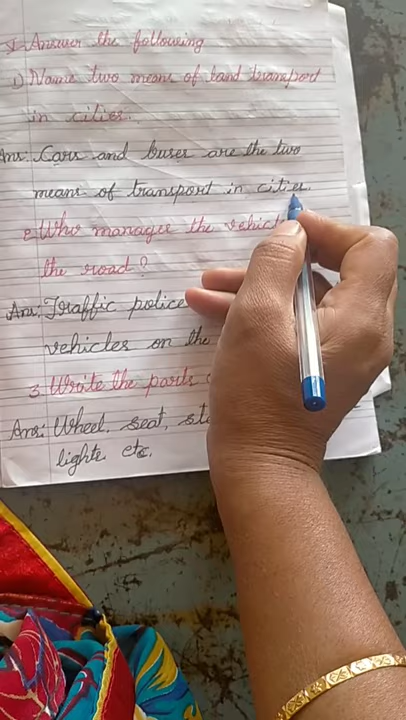 I. Answer the following
1) Name two means of land transport
in cities.
Ans: Cars and buses are the two
means of transport in cities.
2. Who manages the
the road?
Ans: Traffic police
vehicles on the
3. Write the parts
Ans: Wheel, seat,
lights etc.